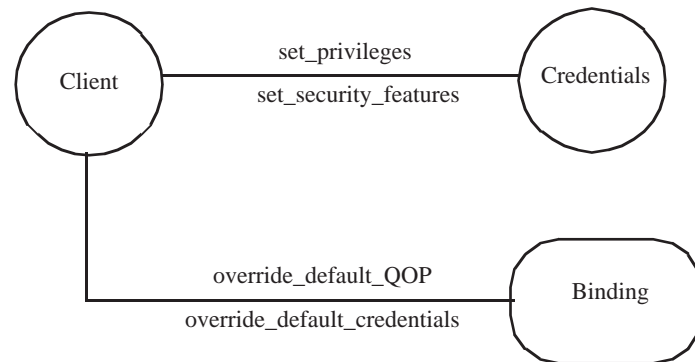 set_privileges
Client
Credentials
set_security_features
override_default_QOP
Binding
override_default_credentials